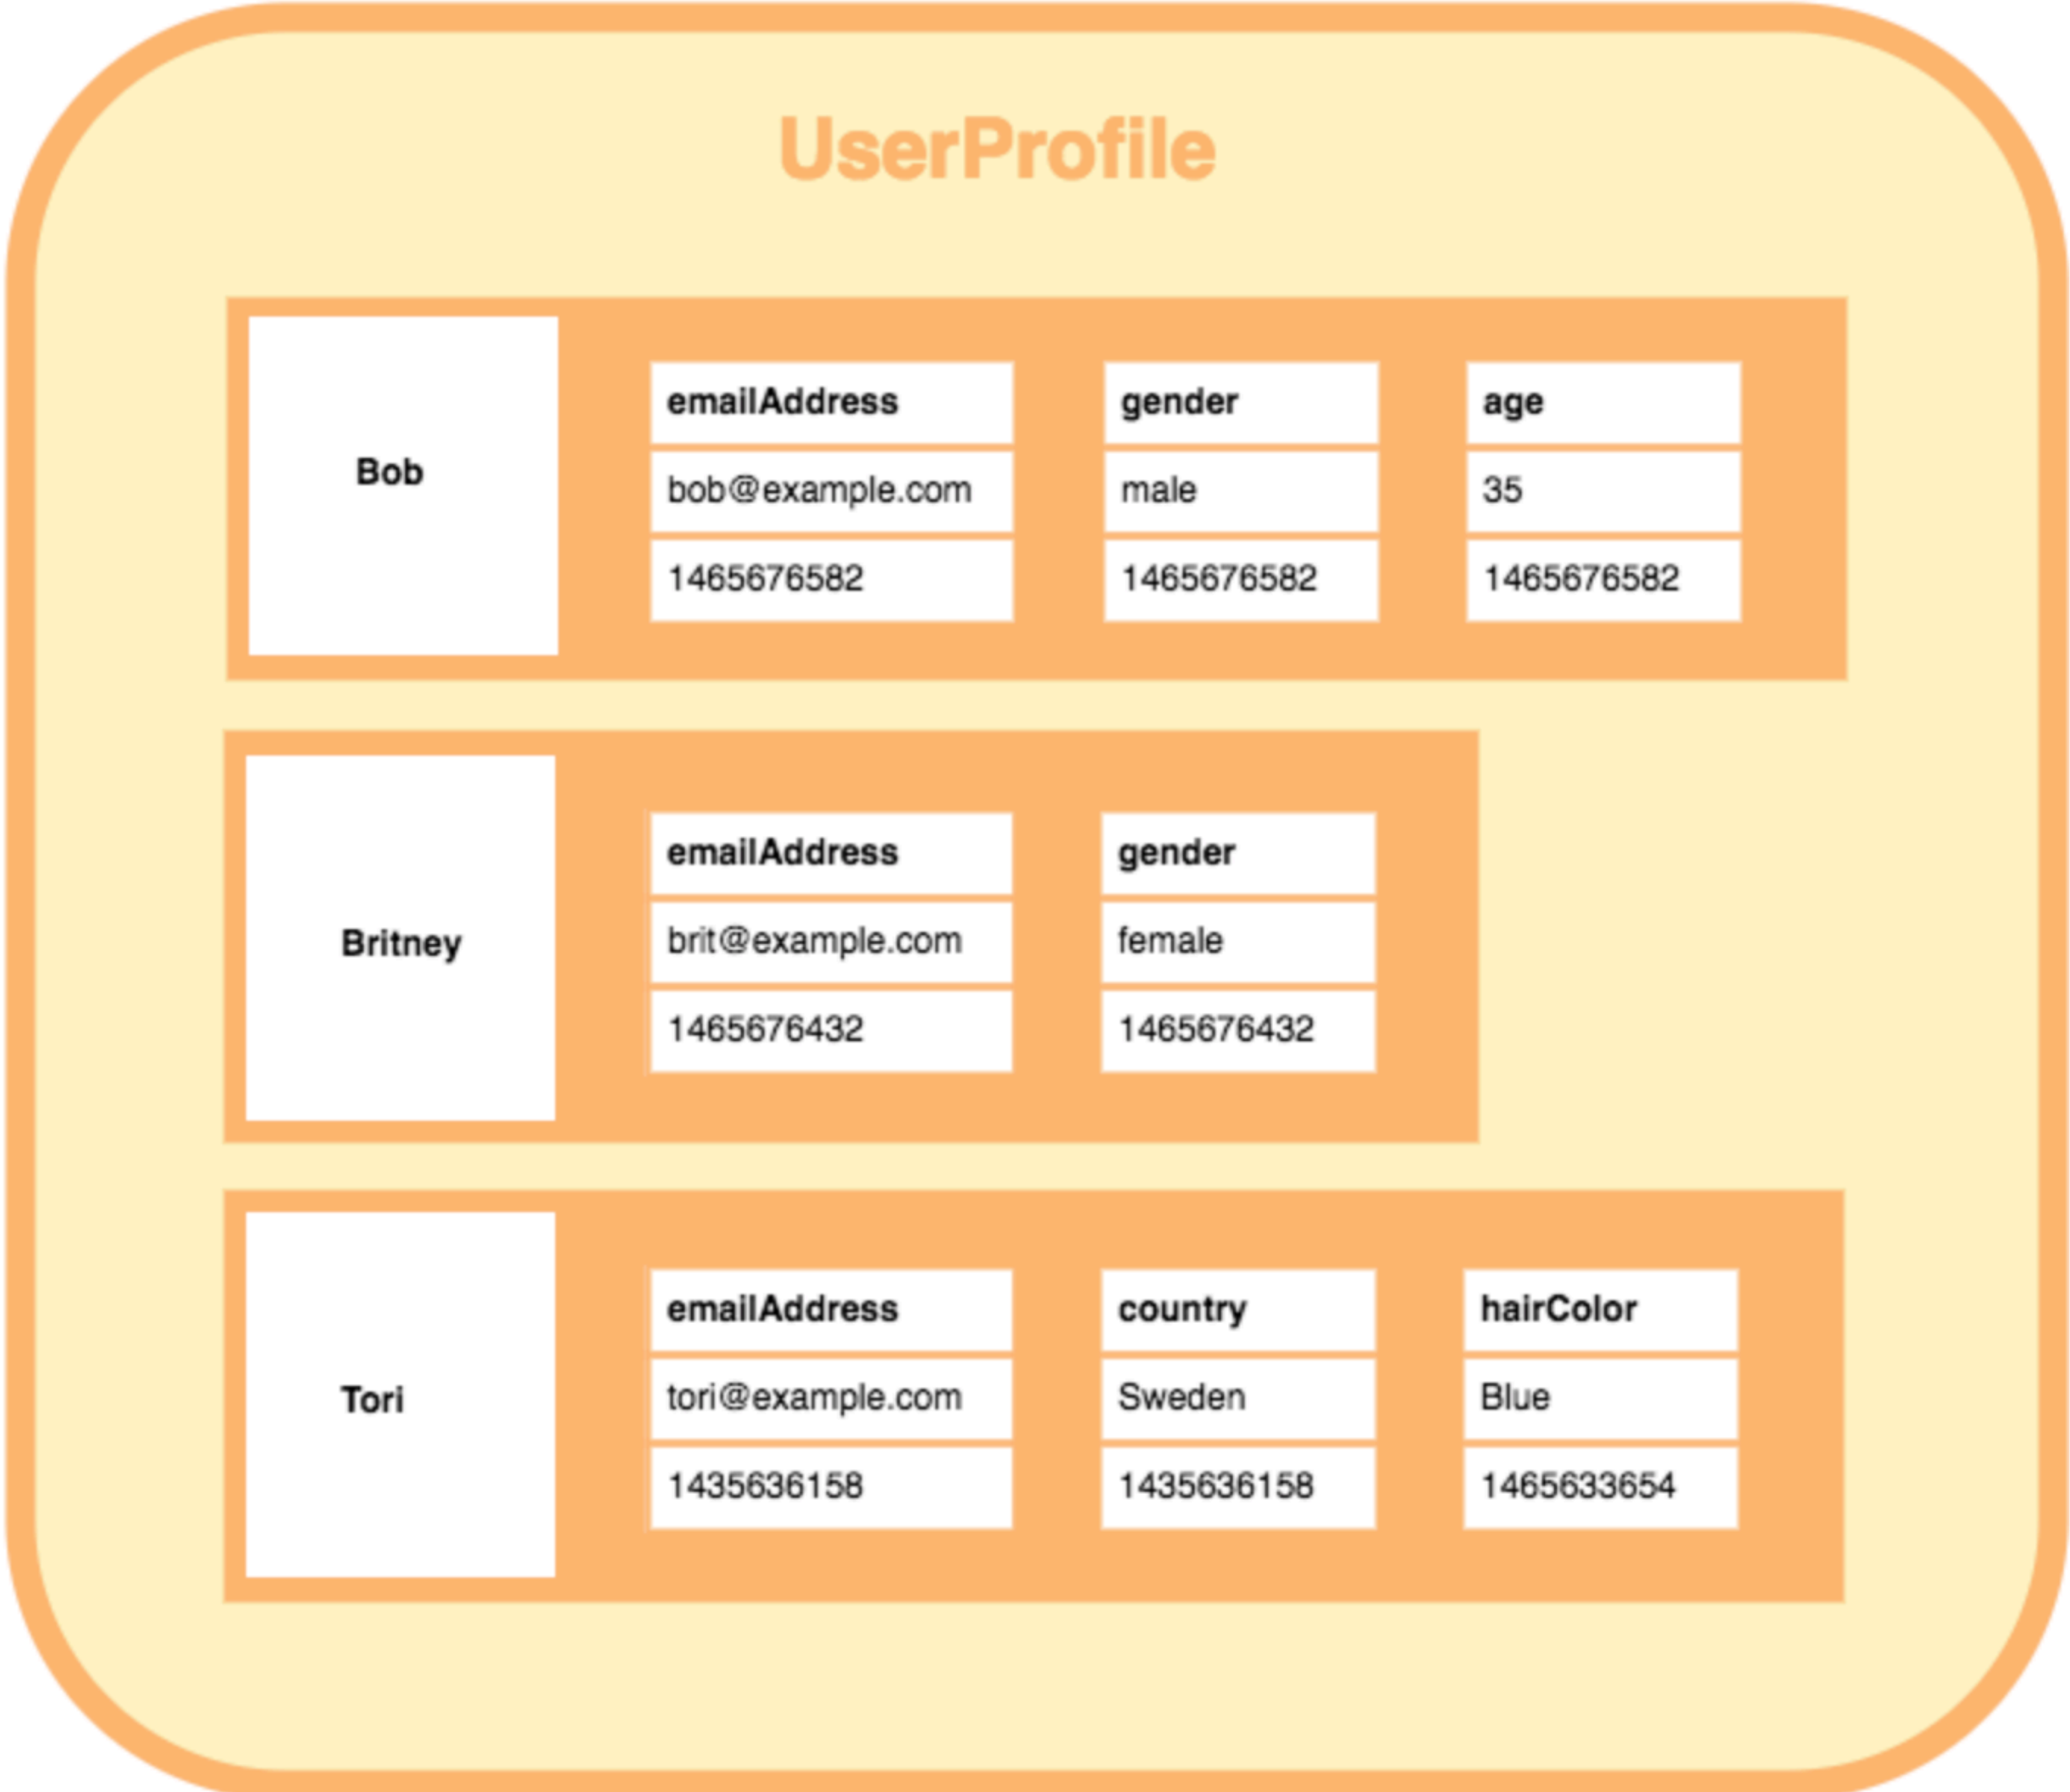 UserProfile
Bob
emailAddress gender age
bob@example.com male 35
1465676582 1465676582 1465676582
Britney
emailAddress gender
brit@example.com female
1465676432 1465676432
Tori
emailAddress country hairColor
tori@example.com Sweden Blue
1435636158 1435636158 1465633654